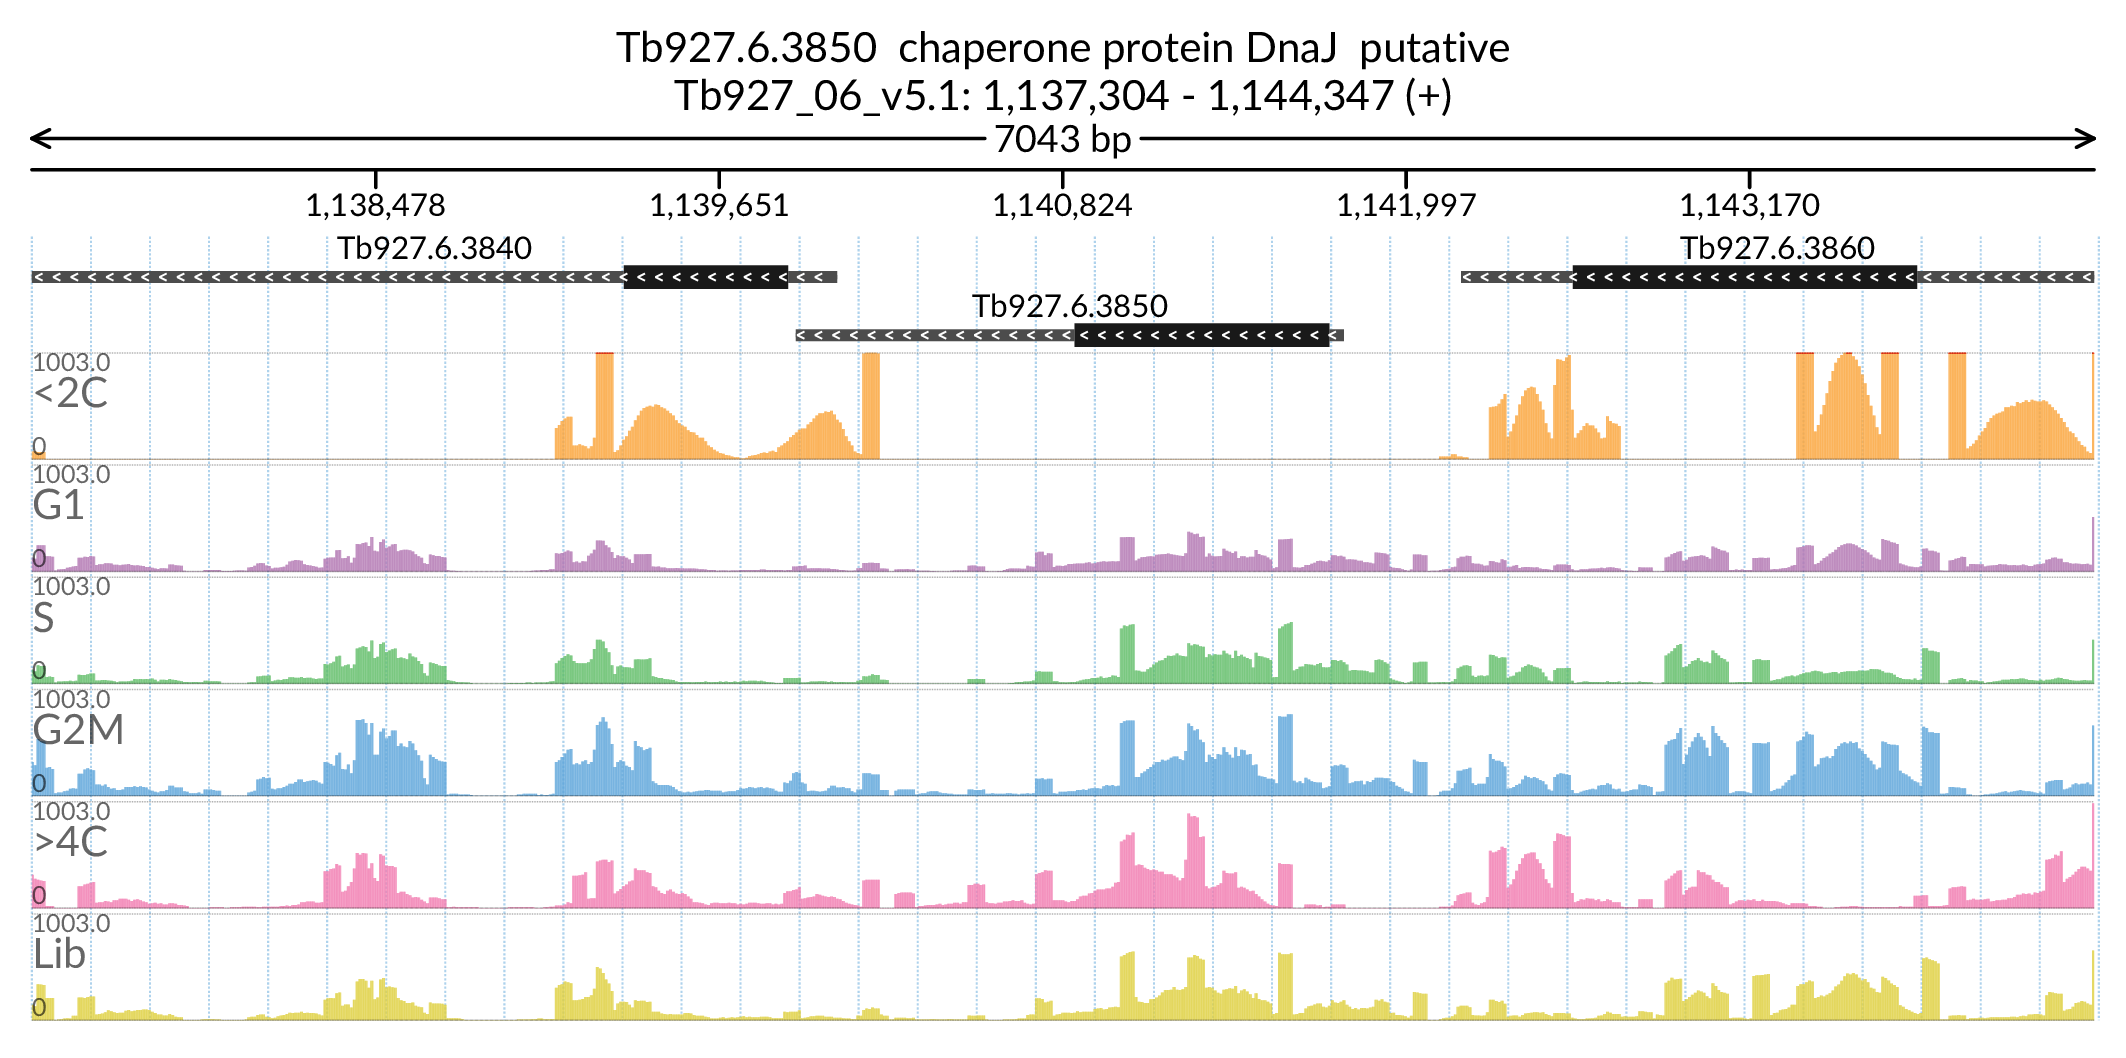 Tb927.6.3850  chaperone protein DnaJ  putative
Tb927_06_v5.1: 1,137,304 - 1,144,347 (+)
7043 bp
1,138,478 1,139,651 1,140,824 1,141,997 1,143,170
Tb927.6.3840 Tb927.6.3860
Tb927.6.3850
1003.0
<2C
0
1003.0
G1
0
1003.0
S
0
1003.0
G2M
0
1003.0
>4C
0
1003.0
Lib
0